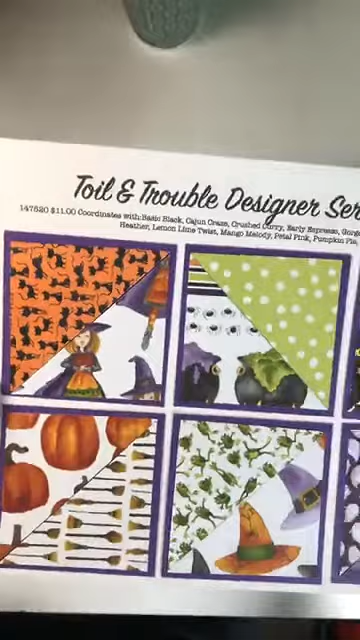 Toil & Trouble Designer Ser
147620 $11.00 Coordinates with: Basic Black, Cajun Craze, Crushed Curry, Early Espresso, Gorg
Heather, Lemon Lime Twist, Mango Melody, Petal Pink, Pumpkin Pie,